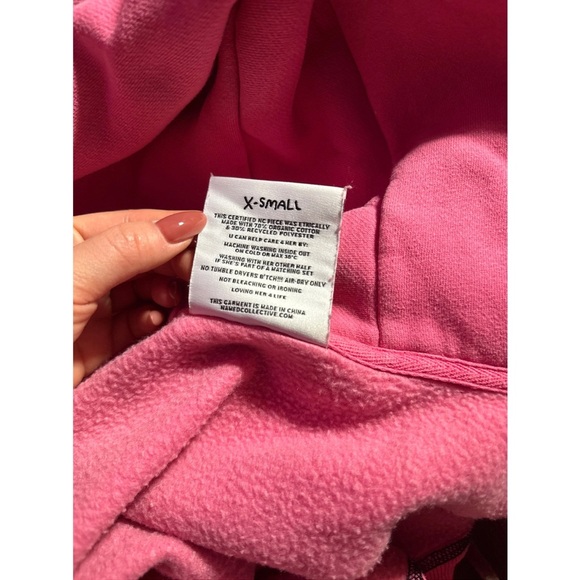 X-SMALL
THIS CERTIFIED NC PIECE WAS ETHICALLY
MADE WITH 70% ORGANIC COTTON
& 30% RECYCLED POLYESTER
U CAN HELP CARE 4 HER BY:
MACHINE WASHING INSIDE OUT
ON COLD OR MAX 30°C
WASHING WITH HER OTHER HALF
IF SHE'S PART OF A MATCHING SET
NO TUMBLE DRYERS B*TCH!!! AIR-DRY ONLY
NOT BLEACHING OR IRONING
LOVING HER 4 LIFE
THIS GARMENT IS MADE IN CHINA
NAMEDCOLLECTIVE.COM